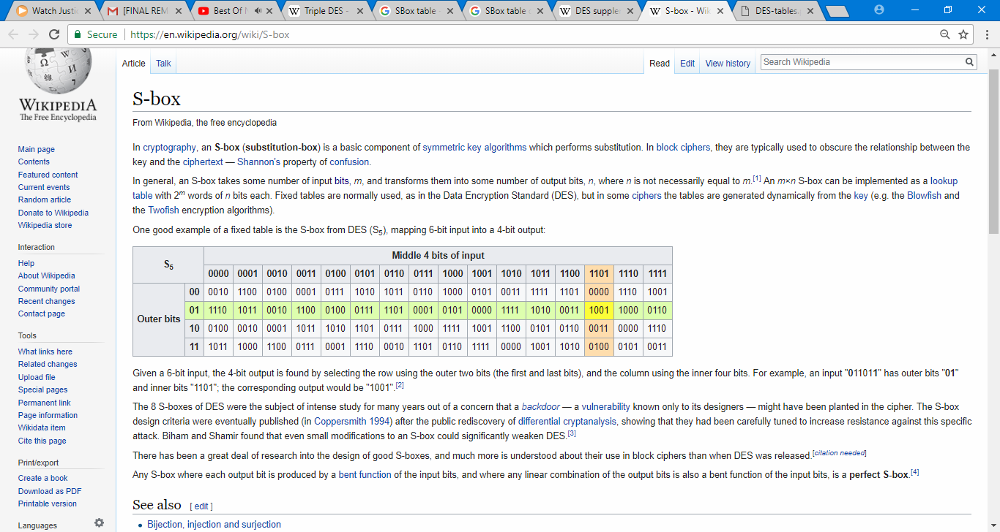 Watch Justi
[FINAL REM
Best Of
Triple DES -
SBox table
SBox table
DES supple
S-box - Wik
DES-tables.
Secure https://en.wikipedia.org/wiki/S-box
Article Talk Read Edit View history Search Wikipedia
WIKIPEDIA
The Free Encyclopedia
Main page
Contents
Featured content
Current events
Random article
Donate to Wikipedia
Wikipedia store
Interaction
Help
About Wikipedia
Community portal
Recent changes
Contact page
Tools
What links here
Related changes
Upload file
Special pages
Permanent link
Page information
Wikidata item
Cite this page
Print/export
Create a book
Download as PDF
Printable version
Languages
S-box
From Wikipedia, the free encyclopedia
In cryptography, an S-box (substitution-box) is a basic component of symmetric key algorithms which performs substitution. In block ciphers, they are typically used to obscure the relationship between the
key and the ciphertext — Shannon's property of confusion.
In general, an S-box takes some number of input bits, m, and transforms them into some number of output bits, n, where n is not necessarily equal to m.[1] An m×n S-box can be implemented as a lookup
table with 2m words of n bits each. Fixed tables are normally used, as in the Data Encryption Standard (DES), but in some ciphers the tables are generated dynamically from the key (e.g. the Blowfish and
the Twofish encryption algorithms).
One good example of a fixed table is the S-box from DES (S5), mapping 6-bit input into a 4-bit output:
S5 Middle 4 bits of input
0000 0001 0010 0011 0100 0101 0110 0111 1000 1001 1010 1011 1100 1101 1110 1111
Outer bits
00 0010 1100 0100 0001 0111 1010 1011 0110 1000 0101 0011 1111 1101 0000 1110 1001
01 1110 1011 0010 1100 0100 0111 1101 0001 0101 0000 1111 1010 0011 1001 1000 0110
10 0100 0010 0001 1011 1010 1101 0111 1000 1111 1001 1100 0101 0110 0011 0000 1110
11 1011 1000 1100 0111 0001 1110 0010 1101 0110 1111 0000 1001 1010 0100 0101 0011
Given a 6-bit input, the 4-bit output is found by selecting the row using the outer two bits (the first and last bits), and the column using the inner four bits. For example, an input "011011" has outer bits "01"
and inner bits "1101"; the corresponding output would be "1001".[2]
The 8 S-boxes of DES were the subject of intense study for many years out of a concern that a backdoor — a vulnerability known only to its designers — might have been planted in the cipher. The S-box
design criteria were eventually published (in Coppersmith 1994) after the public rediscovery of differential cryptanalysis, showing that they had been carefully tuned to increase resistance against this specific
attack. Biham and Shamir found that even small modifications to an S-box could significantly weaken DES.[3]
There has been a great deal of research into the design of good S-boxes, and much more is understood about their use in block ciphers than when DES was released.[citation needed]
Any S-box where each output bit is produced by a bent function of the input bits, and where any linear combination of the output bits is also a bent function of the input bits, is a perfect S-box.[4]
See also [ edit ]
• Bijection, injection and surjection